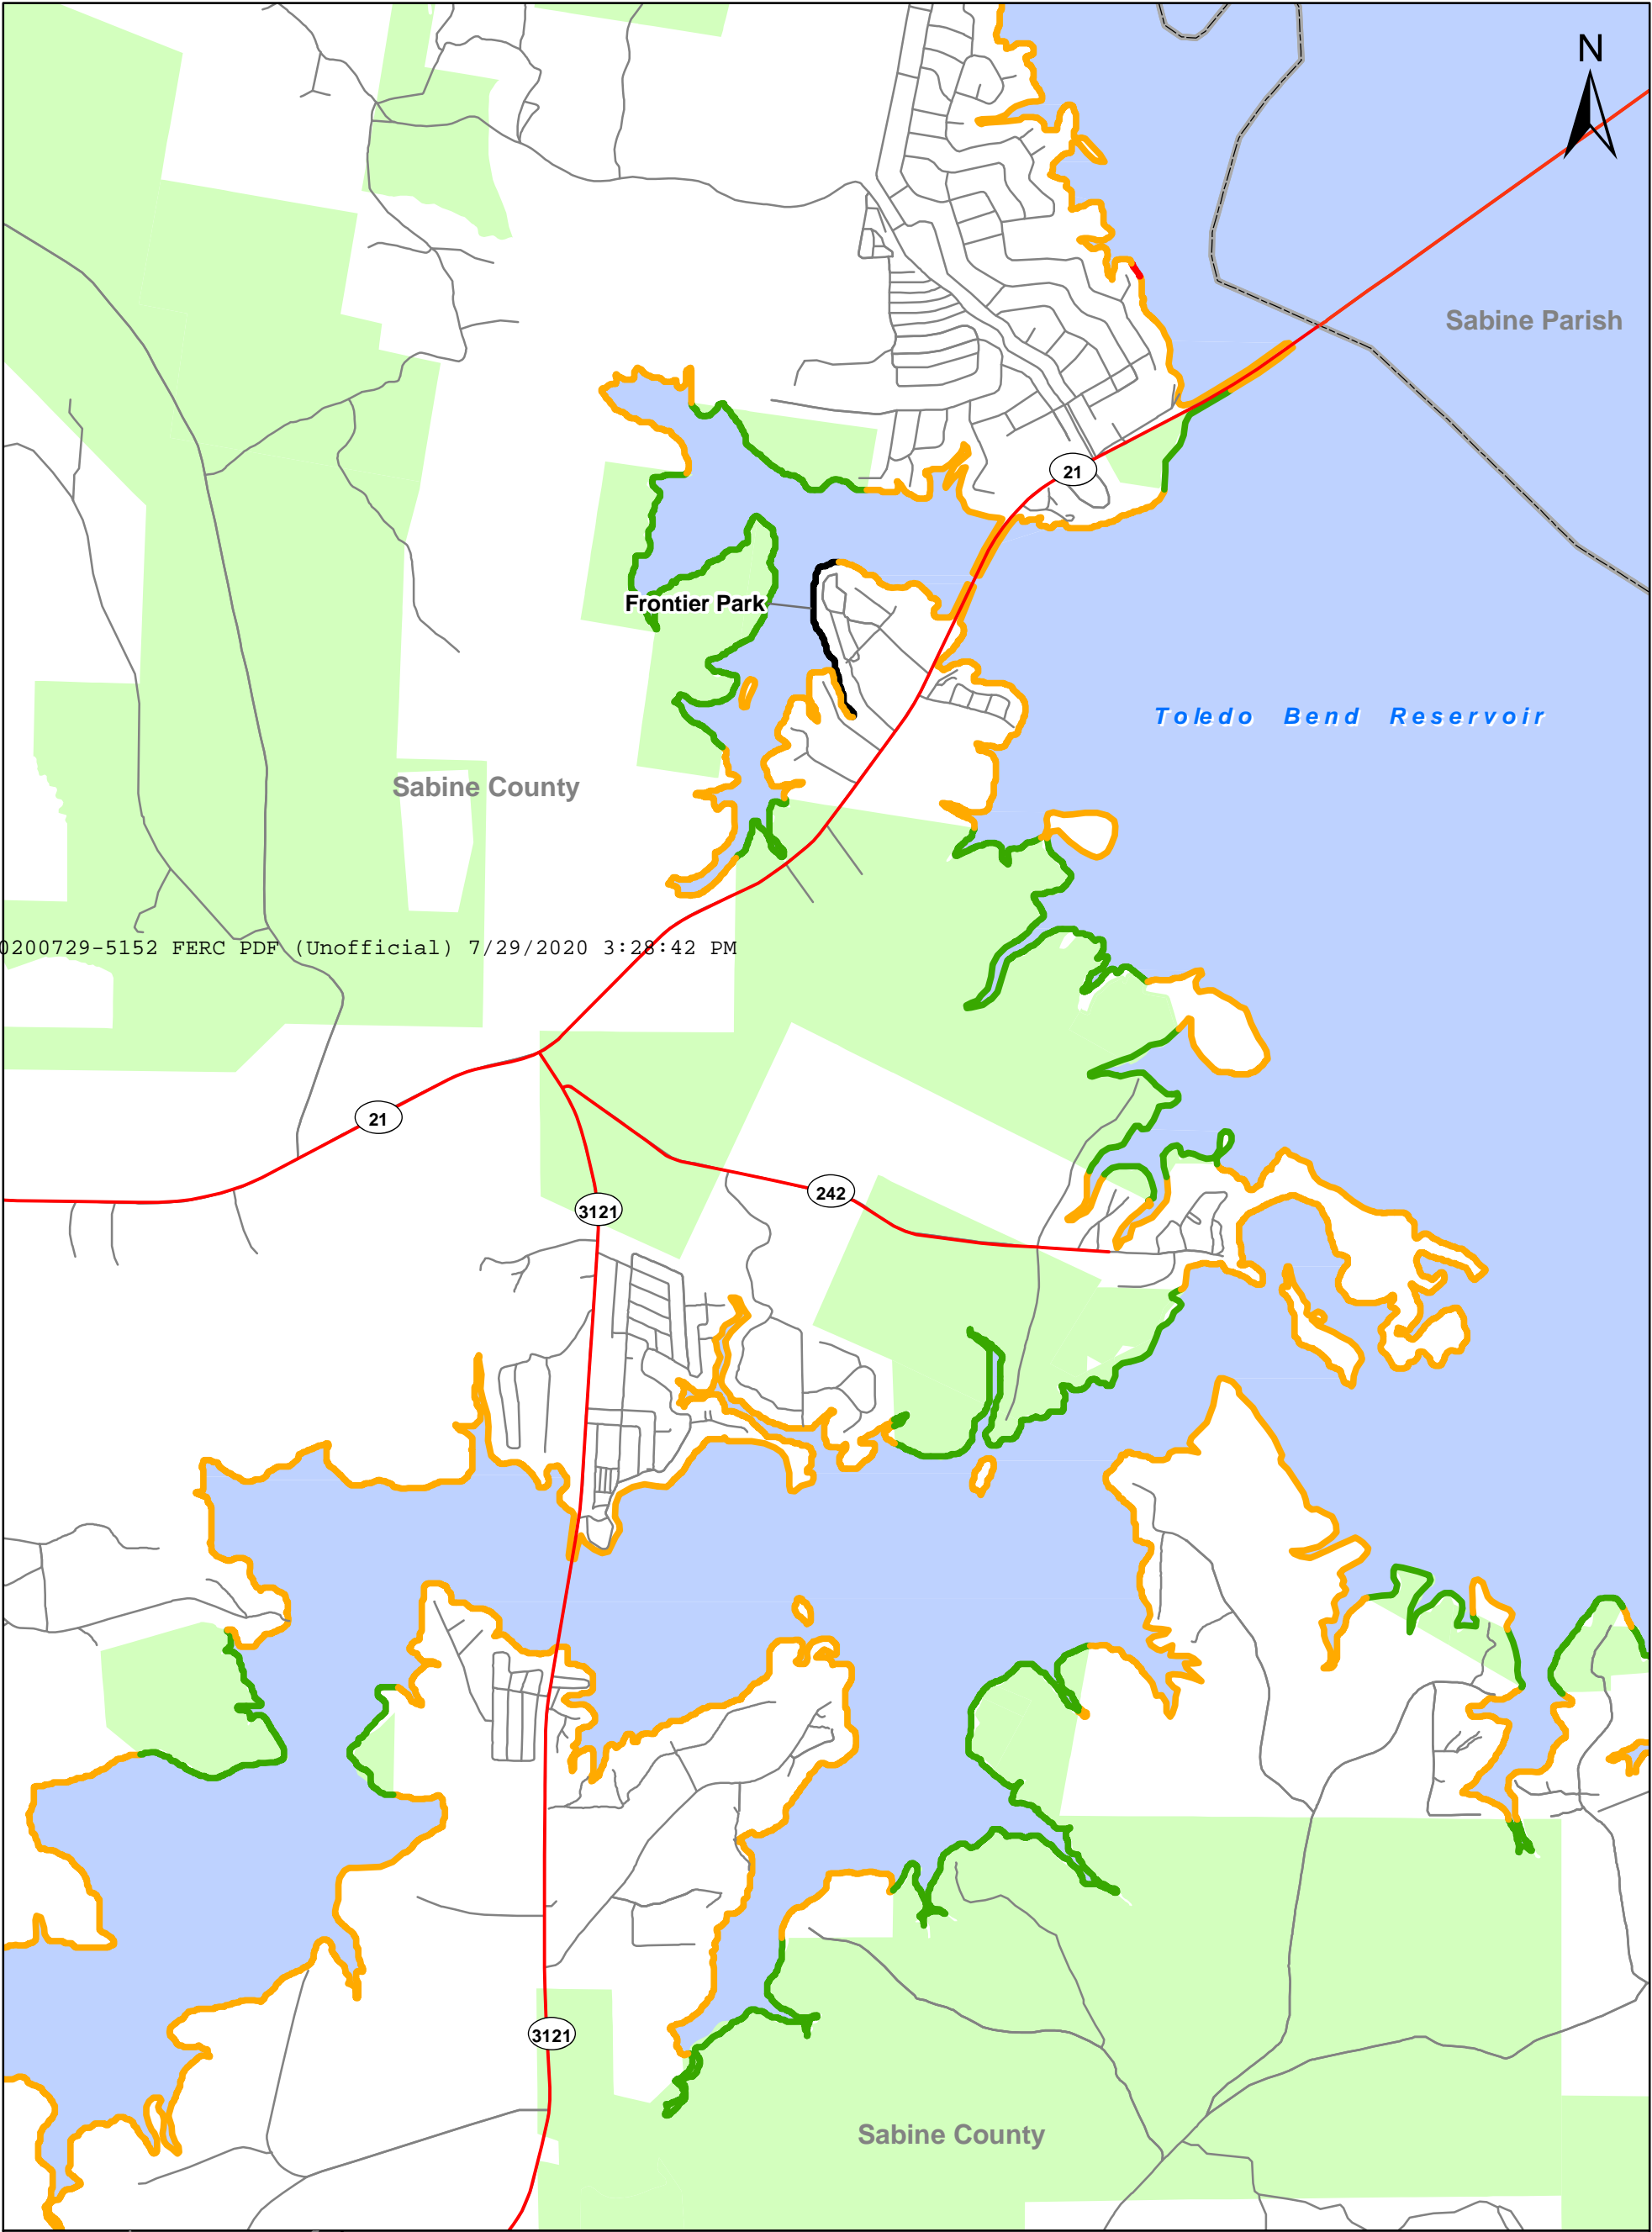 N
Sabine Parish
21
Frontier Park
Toledo Bend Reservoir
Sabine County
0200729-5152 FERC PDF (Unofficial) 7/29/2020 3:28:42 PM
21
242
3121
3121
Sabine County